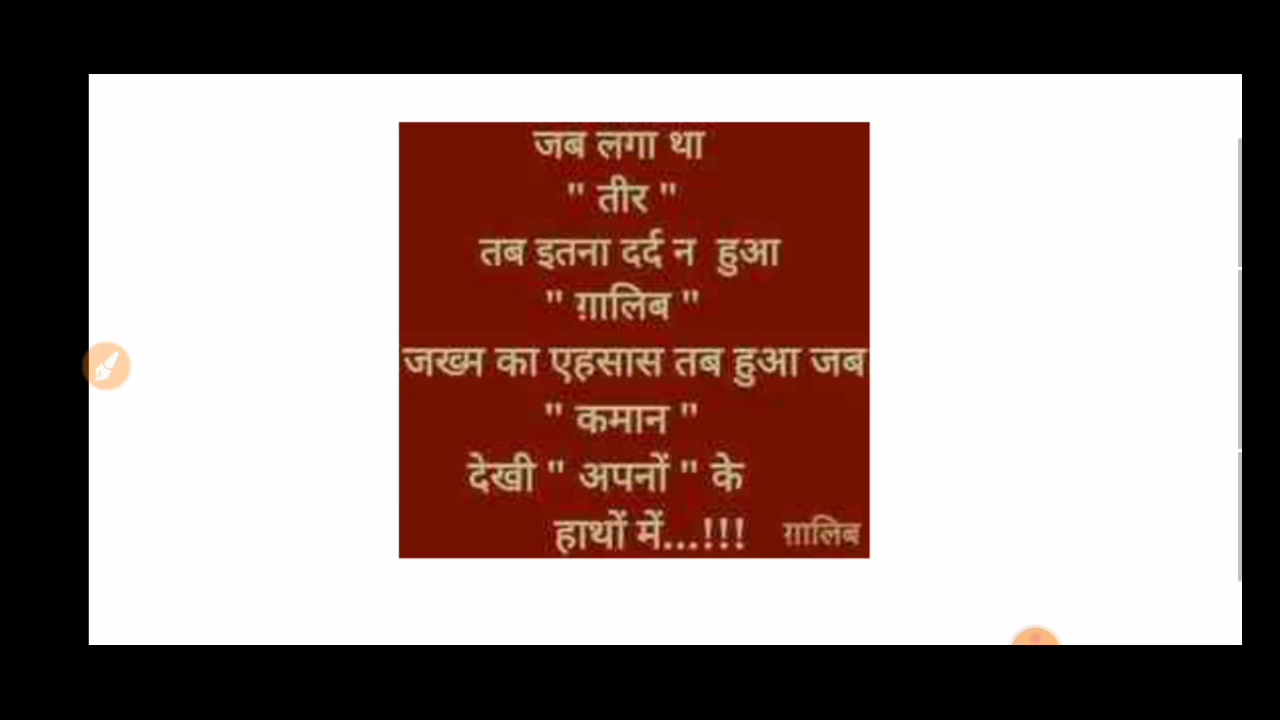 जब लगा था
" तीर "
तब इतना दर्द न हुआ
" ग़ालिब "
जख्म का एहसास तब हुआ जब
" कमान "
देखी " अपनों " के
हाथों में...!!! ग़ालिब